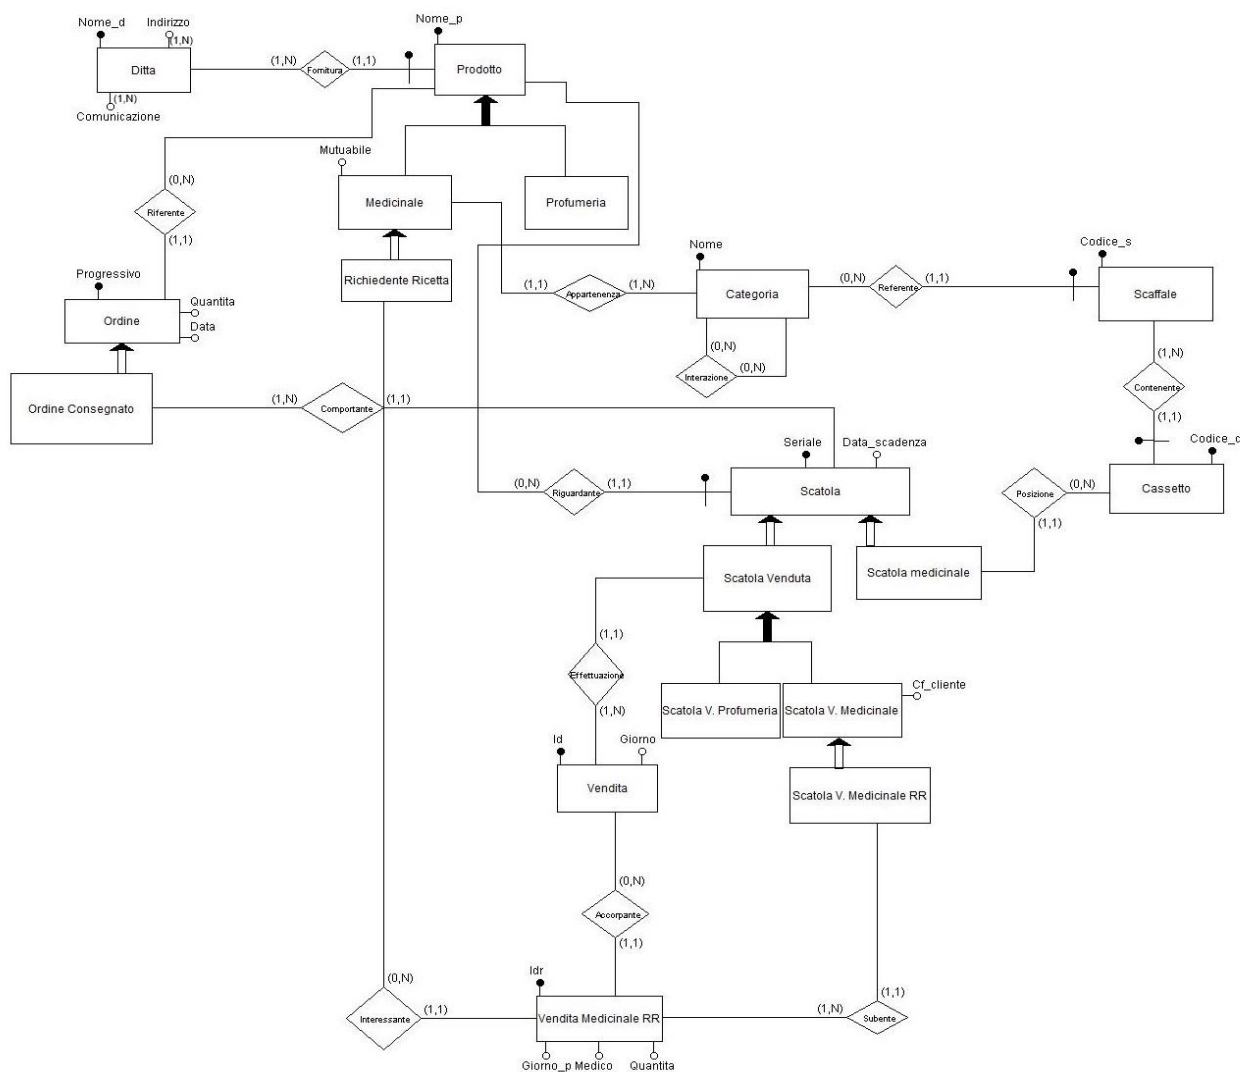 Nome_d
Indirizzo
(1,N)
Ditta
(1,N)
Comunicazione
(1,N)
Fornitura
(1,1)
Nome_p
Prodotto
Mutuabile
Medicinale
Profumeria
Richiedente Ricetta
(0,N)
Riferente
(1,1)
Progressivo
Quantita
Data
Ordine
Ordine Consegnato
(1,N)
Comportante
(1,1)
(1,1)
Appartenenza
(1,N)
Nome
Categoria
(0,N)
(0,N)
Interazione
(0,N)
Referente
(1,1)
Codice_s
Scaffale
(1,N)
Contenente
(1,1)
Codice_c
Cassetto
(0,N)
Posizione
(1,1)
Seriale
Data_scadenza
Scatola
(0,N)
Riguardante
(1,1)
Scatola Venduta
Scatola medicinale
(1,1)
Effettuazione
(1,N)
Scatola V. Profumeria
Scatola V. Medicinale
Cf_cliente
Scatola V. Medicinale RR
Id
Giorno
Vendita
(0,N)
Accorpante
(1,1)
(0,N)
Interessante
(1,1)
Idr
Vendita Medicinale RR
Giorno_p
Medico
Quantita
(1,N)
Subente
(1,1)